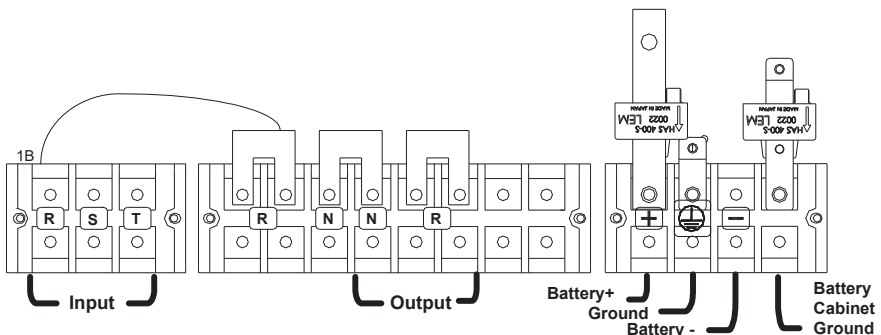 HAS 400-S
LEM
0022
MADE IN JAPAN
HAS 400-S
LEM
0022
MADE IN JAPAN
1B
R
S
T
R
N
N
R
+
−
Input
Output
Battery+
Ground
Battery -
Battery
Cabinet
Ground